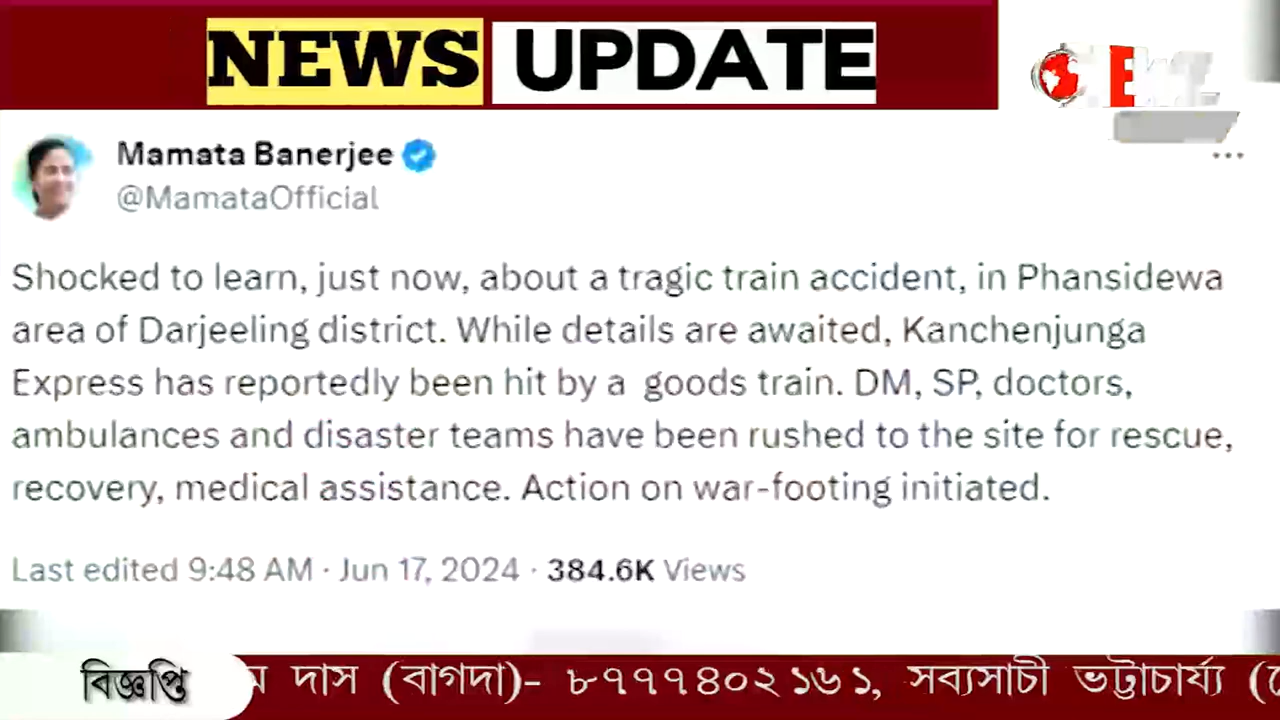 NEWS UPDATE
Mamata Banerjee
@MamataOfficial
Shocked to learn, just now, about a tragic train accident, in Phansidewa
area of Darjeeling district. While details are awaited, Kanchenjunga
Express has reportedly been hit by a goods train. DM, SP, doctors,
ambulances and disaster teams have been rushed to the site for rescue,
recovery, medical assistance. Action on war-footing initiated.
Last edited 9:48 AM · Jun 17, 2024 · 384.6K Views
বিজ্ঞপ্তি
দাস (বাগদা)- ৮৭৭৭৪০২১৬১, সব্যসাচী ভট্টাচার্য্য (